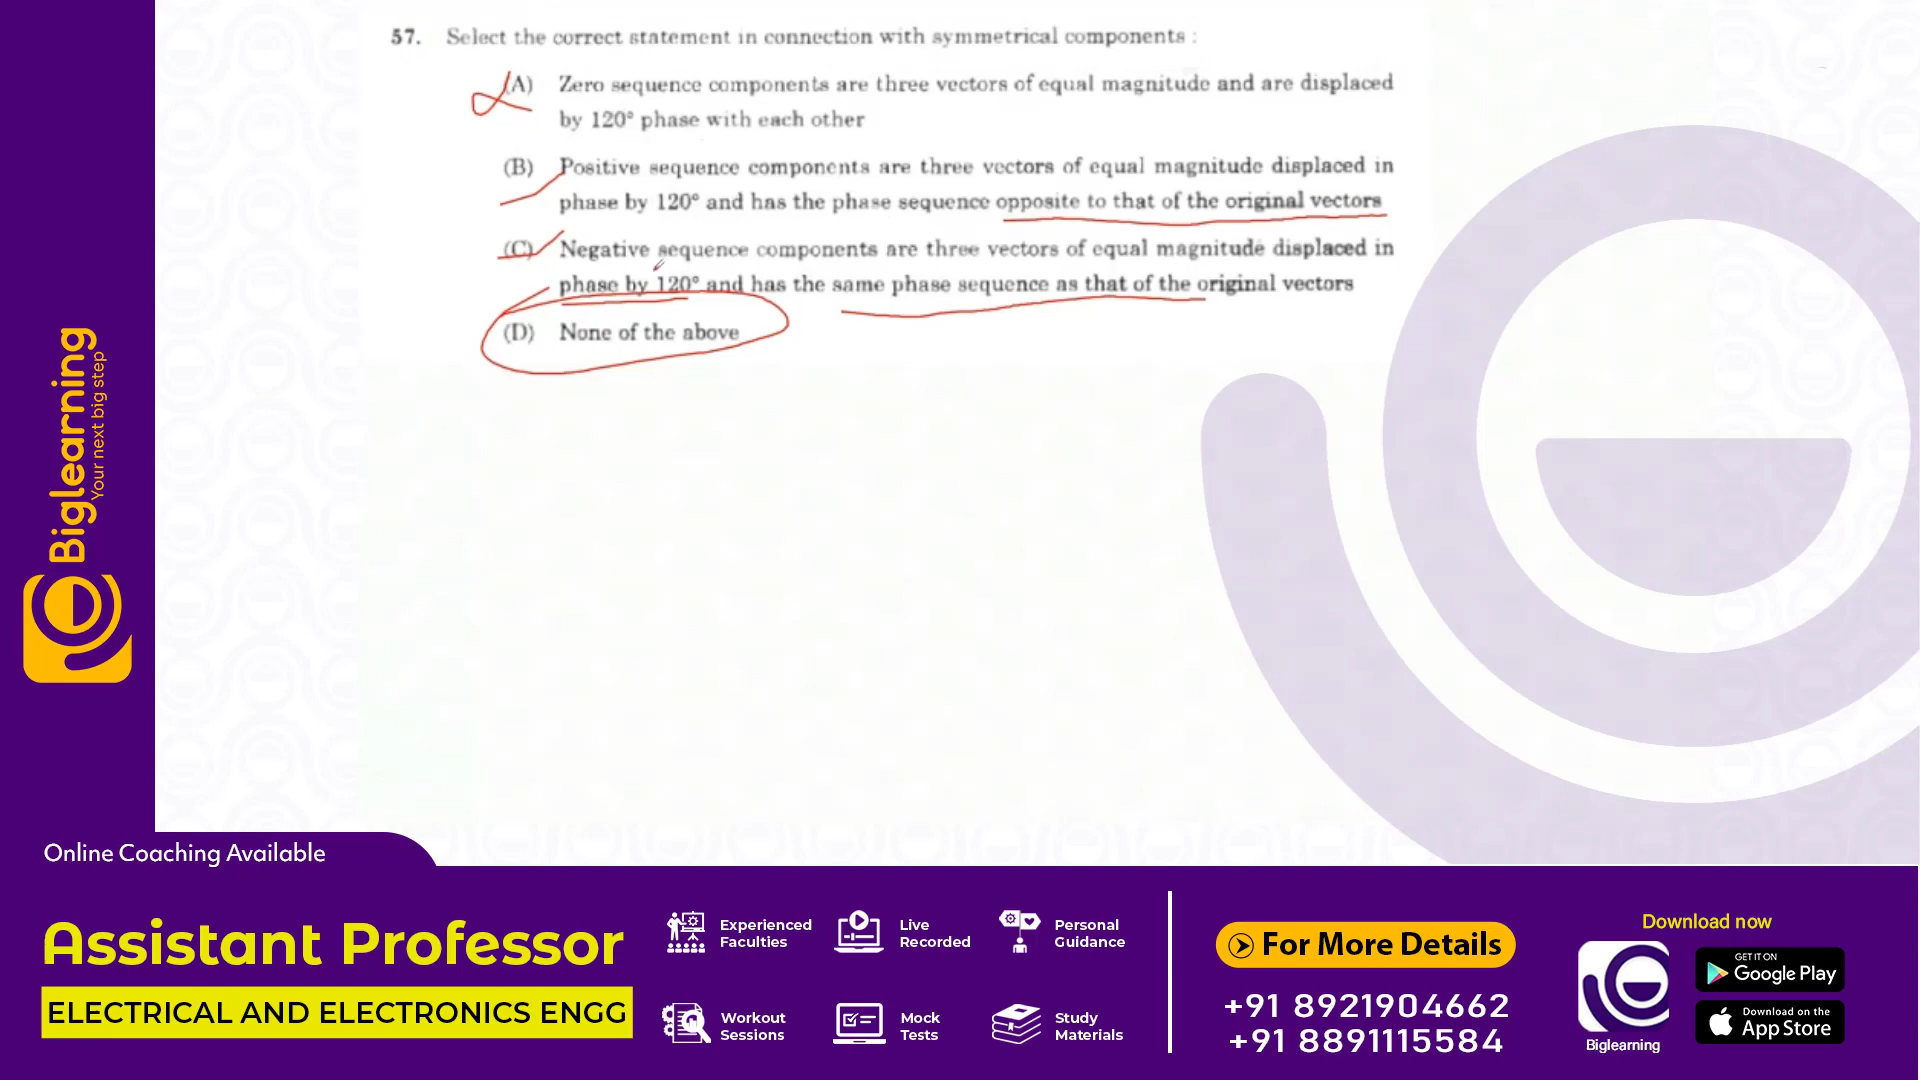 57. Select the correct statement in connection with symmetrical components :
(A) Zero sequence components are three vectors of equal magnitude and are displaced
by 120° phase with each other
(B) Positive sequence components are three vectors of equal magnitude displaced in
phase by 120° and has the phase sequence opposite to that of the original vectors
(C) Negative sequence components are three vectors of equal magnitude displaced in
phase by 120° and has the same phase sequence as that of the original vectors
(D) None of the above
Biglearning
Your next big step
Online Coaching Available
Assistant Professor
ELECTRICAL AND ELECTRONICS ENGG
Experienced
Faculties
Live
Recorded
Personal
Guidance
Workout
Sessions
Mock
Tests
Study
Materials
For More Details
+91 8921904662
+91 8891115584
Download now
Biglearning
GET IT ON
Google Play
Download on the
App Store